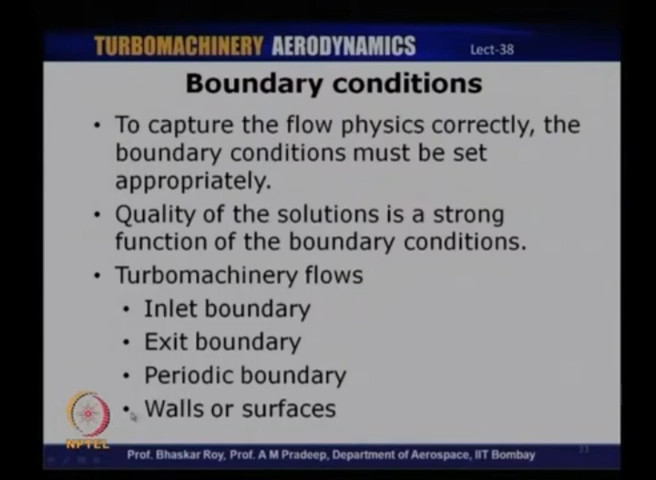 TURBOMACHINERY AERODYNAMICS Lect-38
Boundary conditions
• To capture the flow physics correctly, the
boundary conditions must be set
appropriately.
• Quality of the solutions is a strong
function of the boundary conditions.
• Turbomachinery flows
• Inlet boundary
• Exit boundary
• Periodic boundary
• Walls or surfaces
NPTEL
Prof. Bhaskar Roy, Prof. A M Pradeep, Department of Aerospace, IIT Bombay